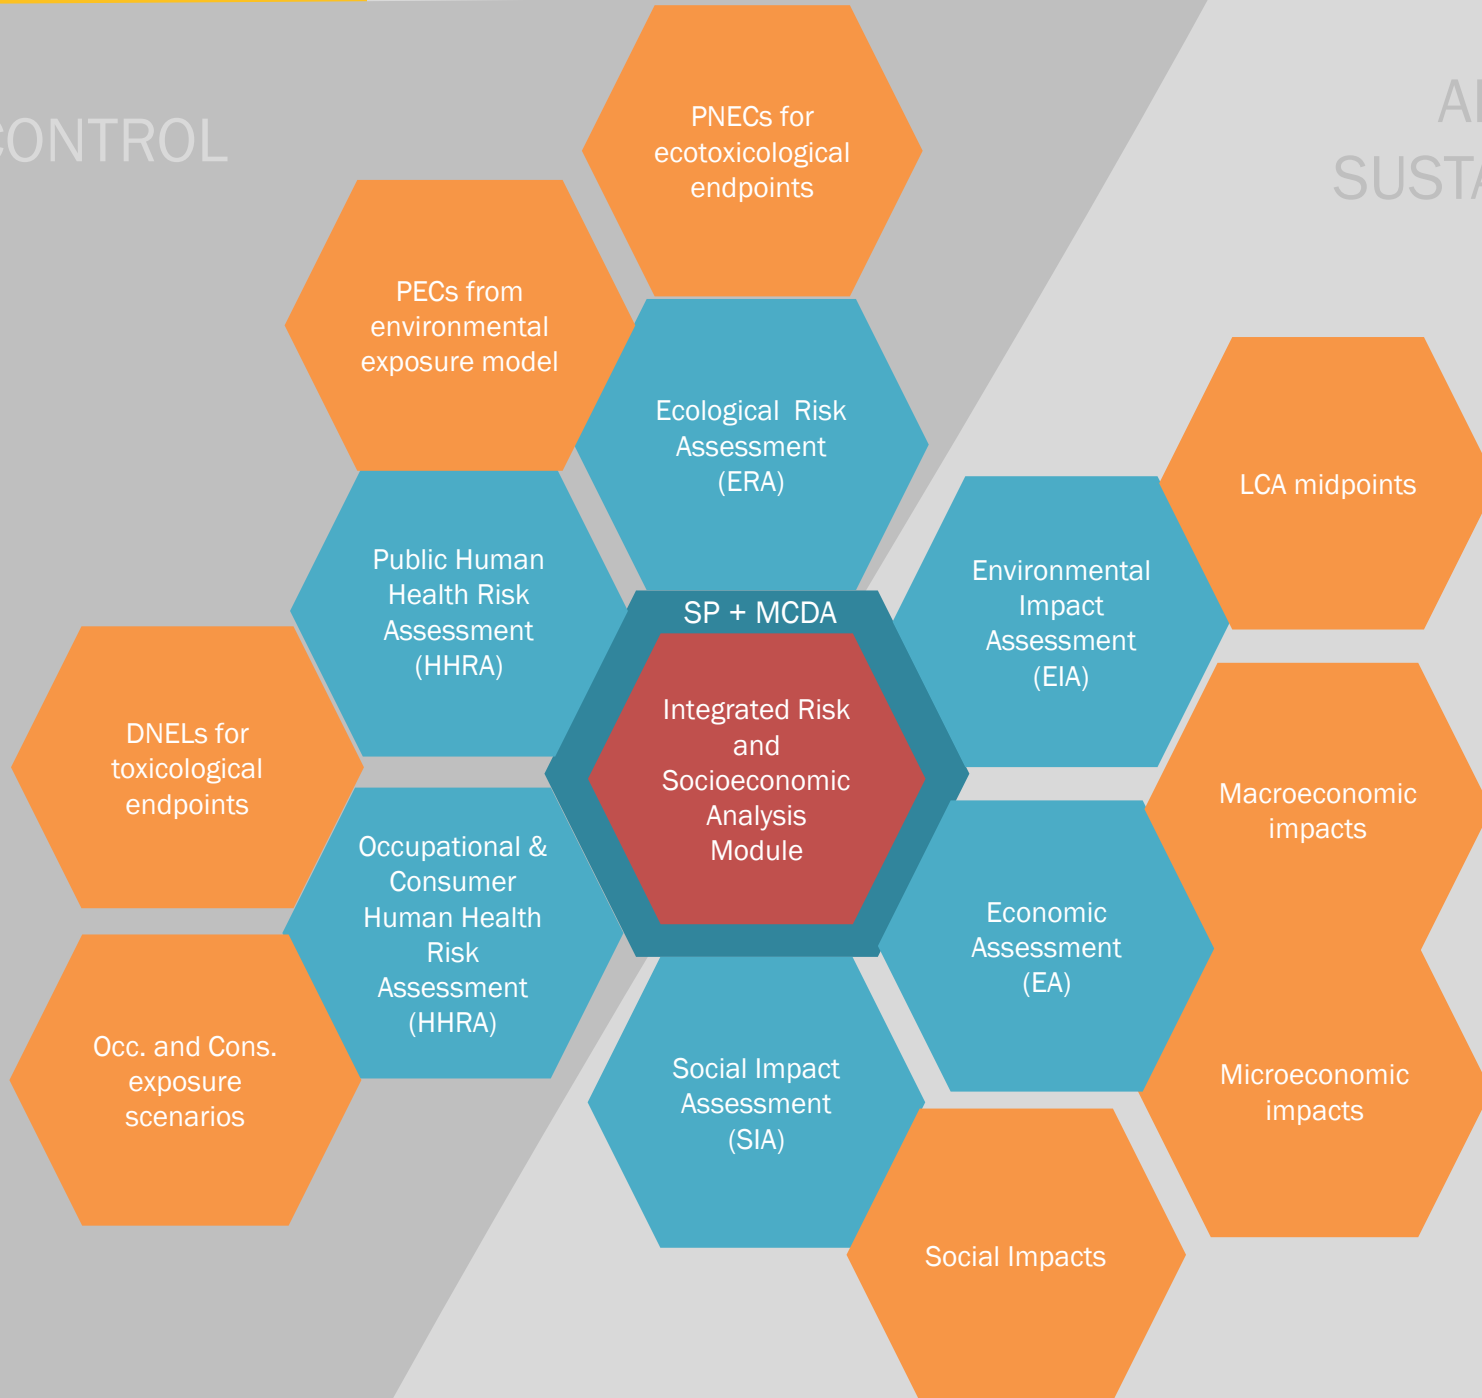 CONTROL
PNECs for
ecotoxicological
endpoints
PECs from
environmental
exposure model
Ecological Risk
Assessment
(ERA)
LCA midpoints
Public Human
Health Risk
Assessment
(HHRA)
Environmental
Impact
Assessment
(EIA)
SP + MCDA
Integrated Risk
and
Socioeconomic
Analysis
Module
DNELs for
toxicological
endpoints
Macroeconomic
impacts
Occupational &
Consumer
Human Health
Risk
Assessment
(HHRA)
Economic
Assessment
(EA)
Occ. and Cons.
exposure
scenarios
Social Impact
Assessment
(SIA)
Microeconomic
impacts
Social Impacts